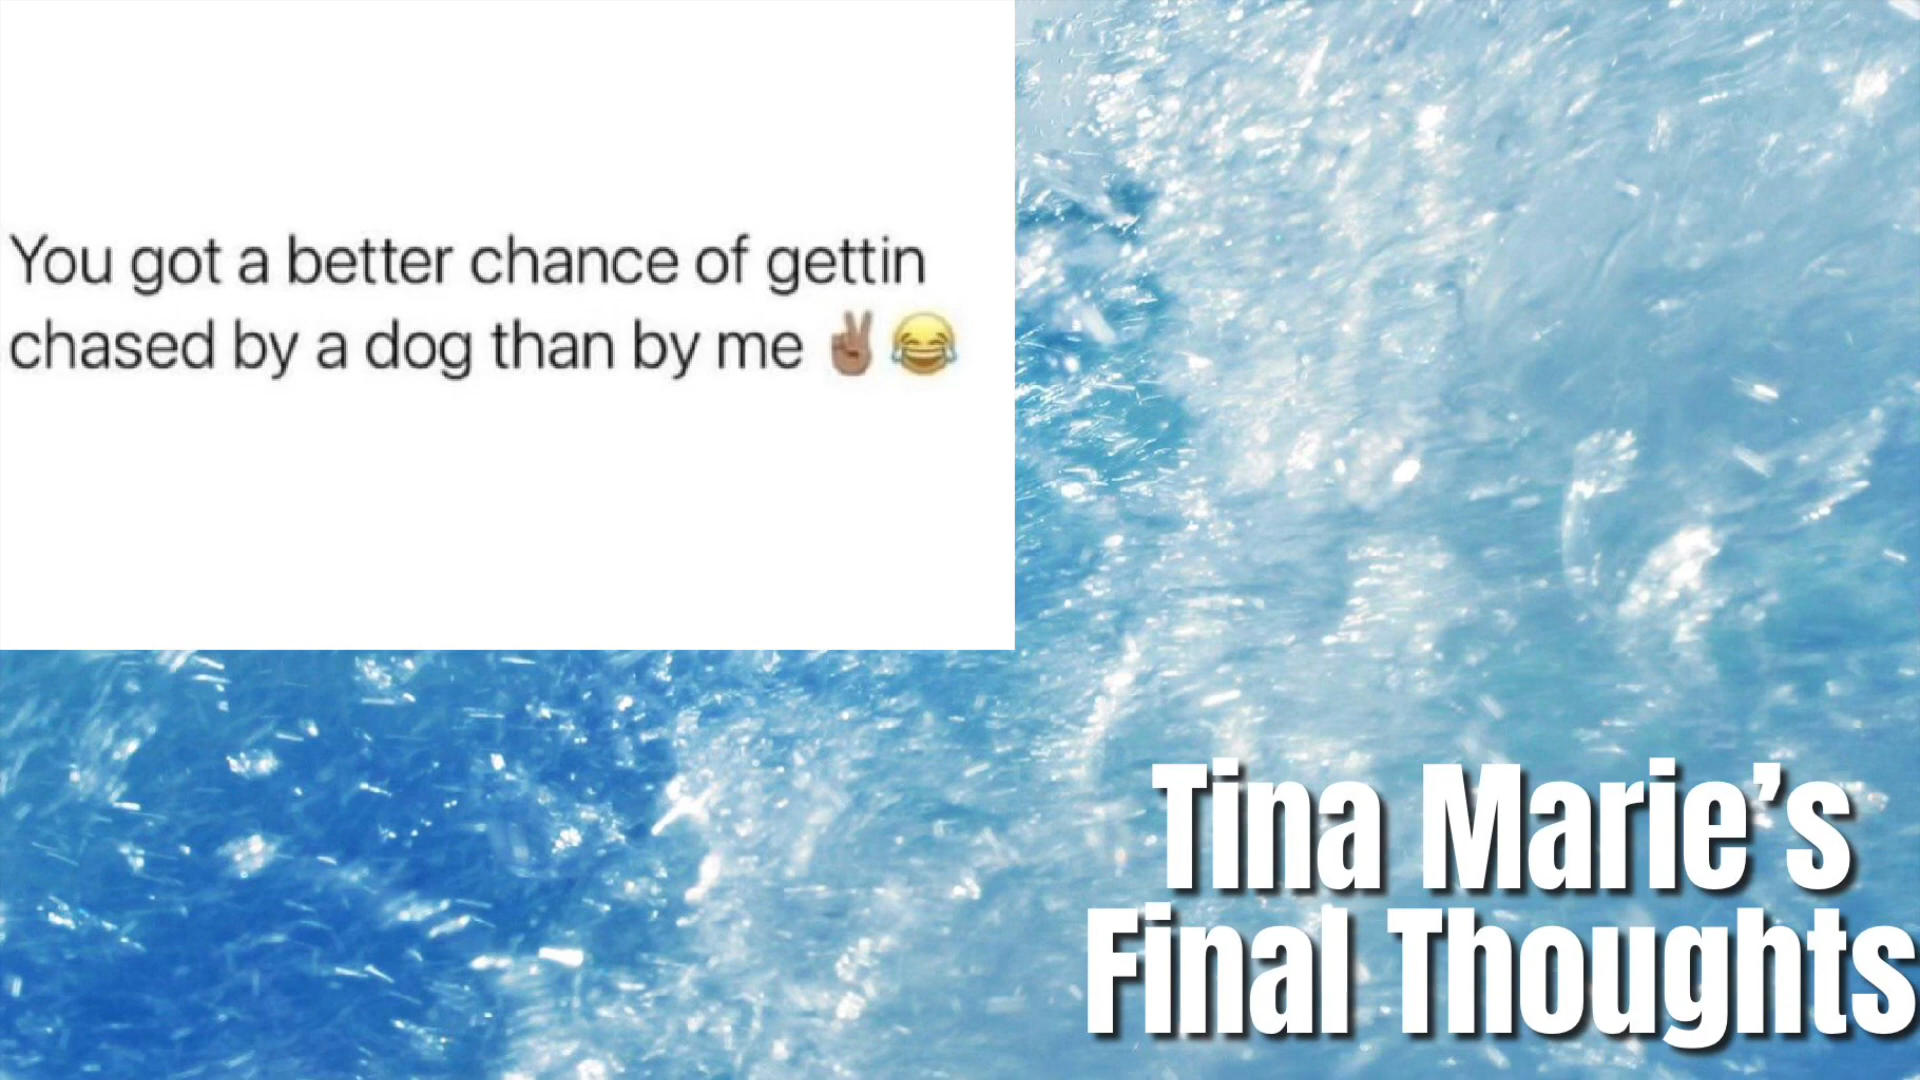 You got a better chance of gettin
chased by a dog than by me ✌🏽😂
Tina Marie’s
Final Thoughts